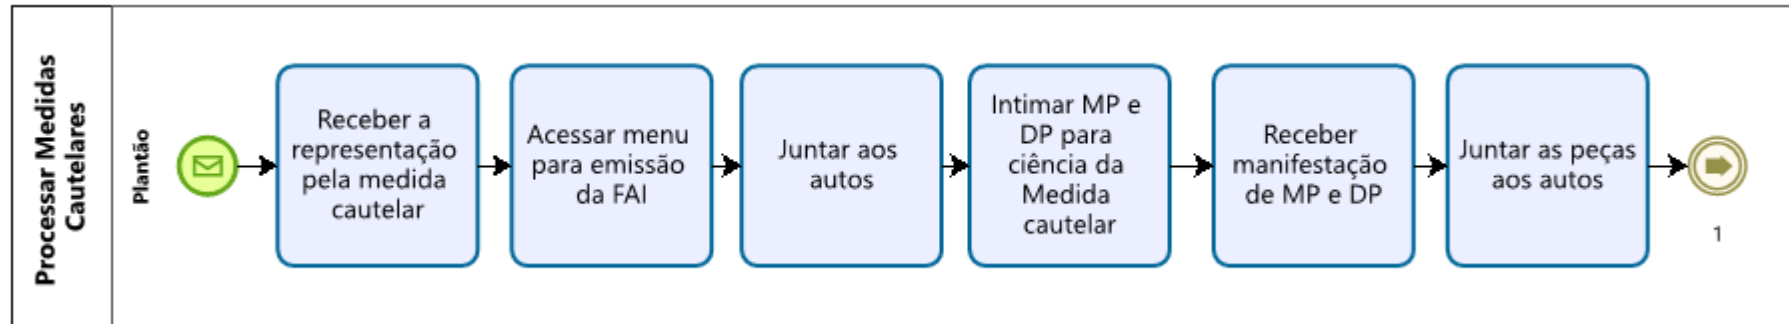 Processar Medidas
Cautelares
Plantão
Receber a
representação
pela medida
cautelar
Acessar menu
para emissão
da FAI
Juntar aos
autos
Intimar MP e
DP para
ciência da
Medida
cautelar
Receber
manifestação
de MP e DP
Juntar as peças
aos autos
1